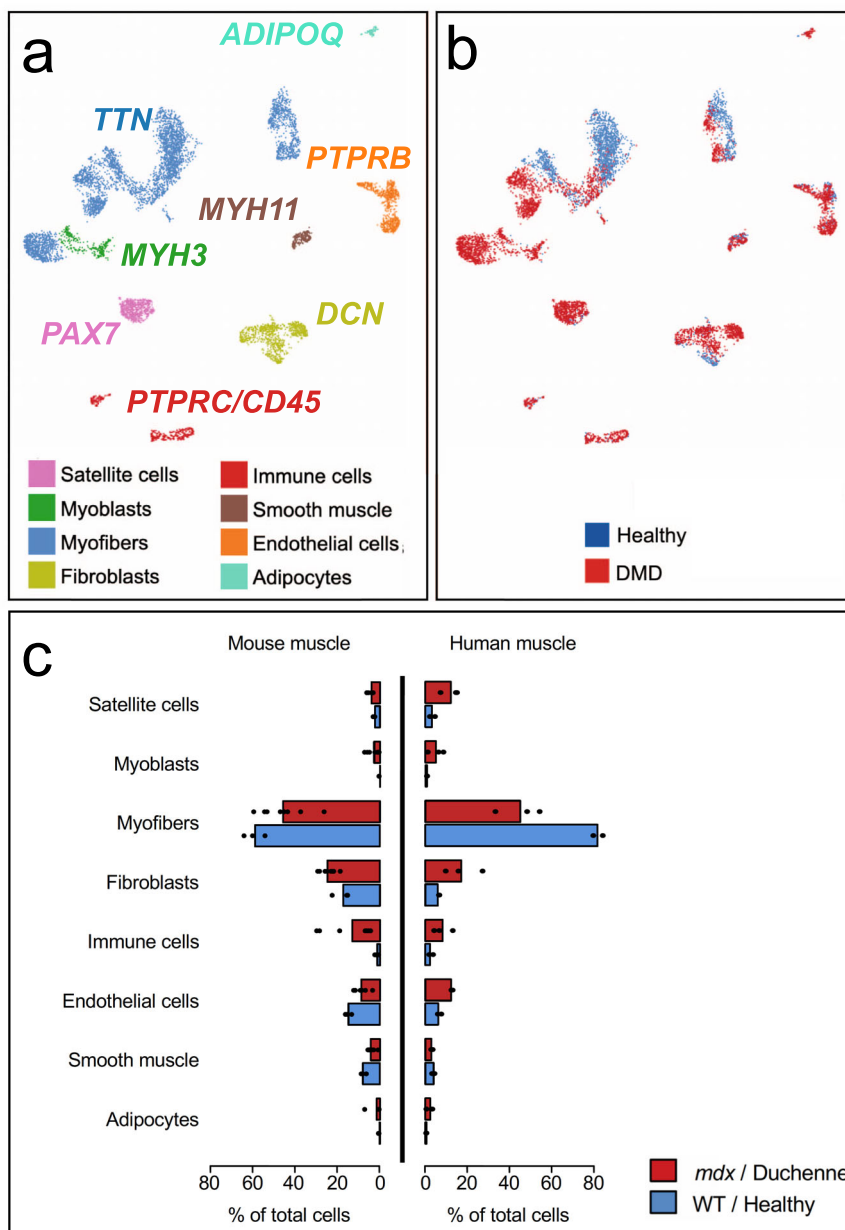 a
ADIPOQ
TTN
PTPRB
MYH11
MYH3
DCN
PAX7
PTPRC/CD45
Satellite cells
Myoblasts
Myofibers
Fibroblasts
Immune cells
Smooth muscle
Endothelial cells
Adipocytes
b
Healthy
DMD
c
Mouse muscle
Human muscle
Satellite cells
Myoblasts
Myofibers
Fibroblasts
Immune cells
Endothelial cells
Smooth muscle
Adipocytes
80 60 40 20 0
0 20 40 60 80
% of total cells
% of total cells
mdx / Duchenne
WT / Healthy